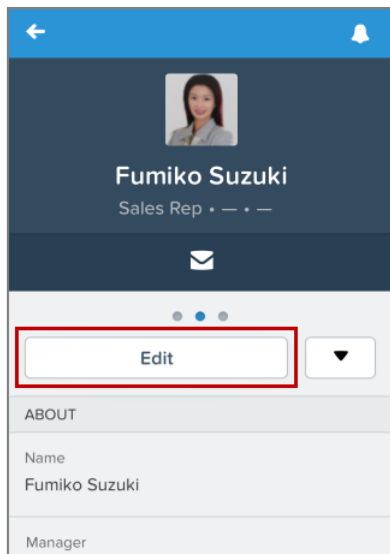 Fumiko Suzuki
Sales Rep • — • —
Edit
ABOUT
Name
Fumiko Suzuki
Manager